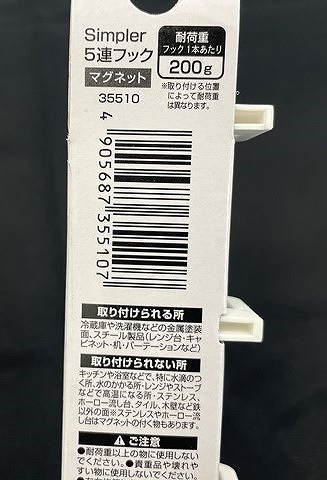 Simpler
5連フック
マグネット
35510
耐荷重
フック1本あたり
200g
※取り付ける位置
によって耐荷重
は異なります。
4 905687 355107
取り付けられる所
冷蔵庫や洗濯機などの金属塗装
面、スチール製品(レンジ台・キャ
ビネット・机・パーテーションなど)
取り付けられない所
キッチンや浴室などで、特に水滴のつ
く所、水のかかる所・レンジやストーブ
などで高温になる所・ステンレス、
ホーロー流し台、タイル、木壁など鉄
以外の面※ステンレスやホーロー流
し台はマグネットの付く物もあります。
ご注意
●耐荷重以上の物に使用しない
でください。●貴重品や壊れや
すい物に使用しないでください。